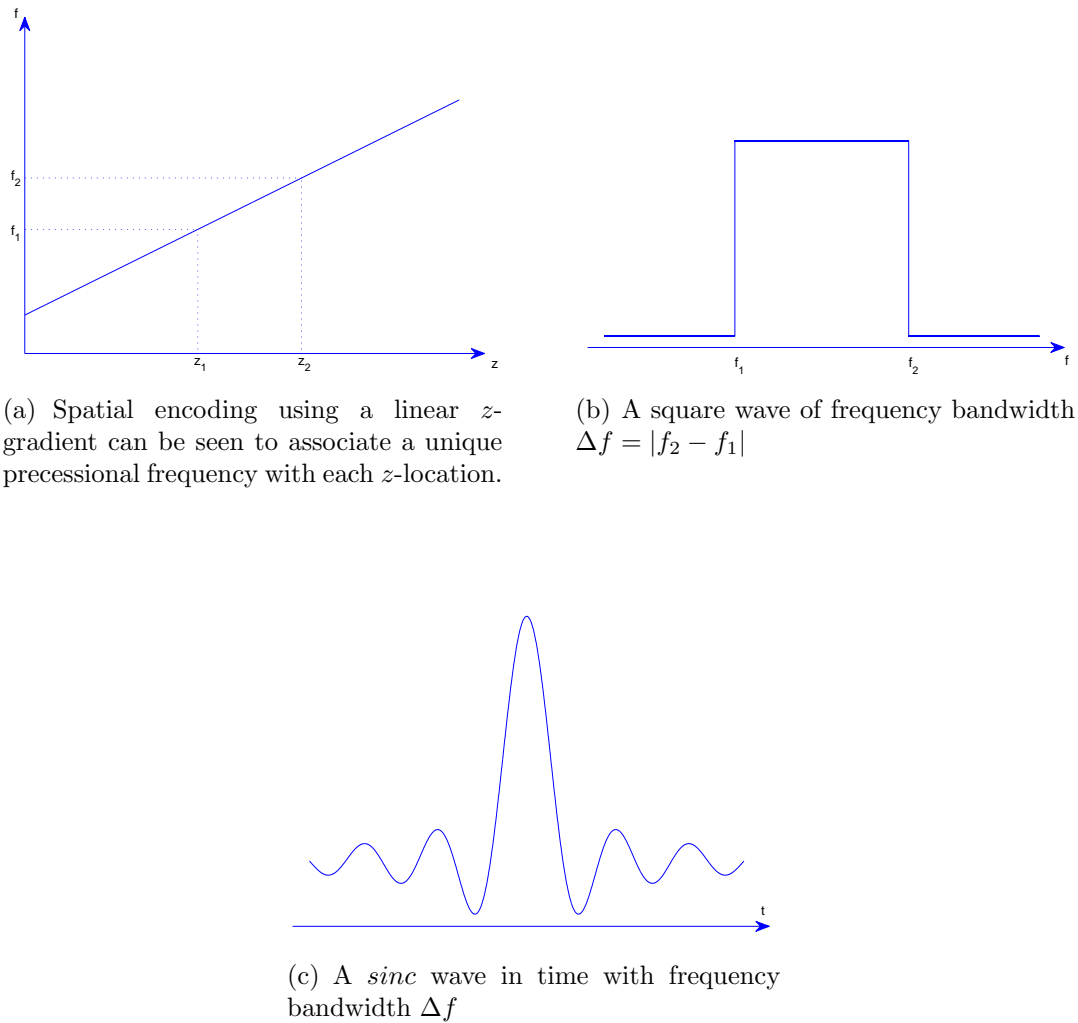 f
f2
f1
z1
z2
z
(a) Spatial encoding using a linear z-
gradient can be seen to associate a unique
precessional frequency with each z-location.
f1
f2
f
(b) A square wave of frequency bandwidth
Δf = |f2 − f1|
t
(c) A sinc wave in time with frequency
bandwidth Δf